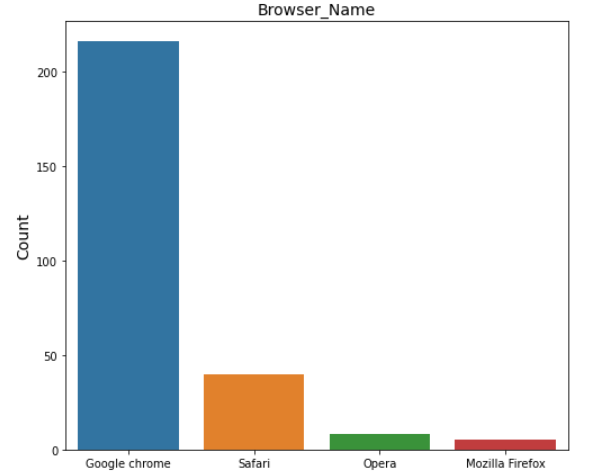 Browser_Name
200
150
100
50
0
Count
Google chrome
Safari
Opera
Mozilla Firefox